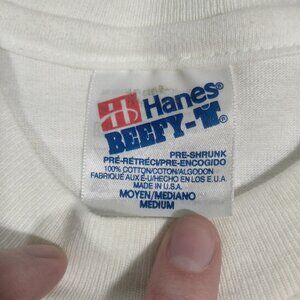 Hanes®
BEEFY-T®
PRE-SHRUNK
PRÉ-RÉTRÉCI/PRE-ENCOGIDO
100% COTTON/COTON/ALGODON
FABRIQUÉ AUX É-U/HECHO EN LOS E.U.A.
MADE IN U.S.A.
MOYEN/MEDIANO
MEDIUM